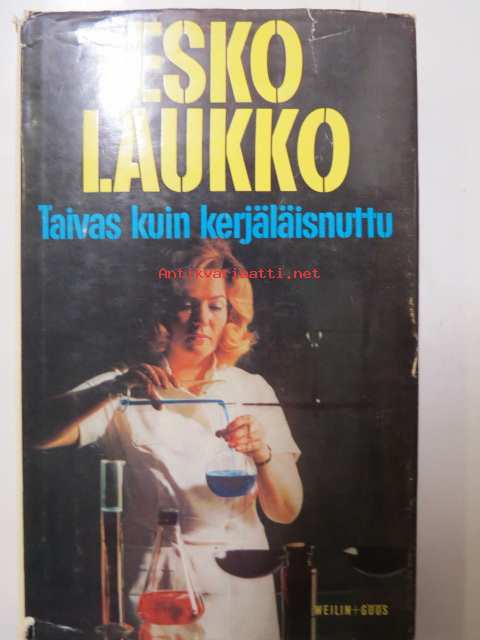 ESKO
LAUKKO
Taivas kuin kerjäläisnuttu
Antikvariaatti.net
WEILIN+GÖÖS